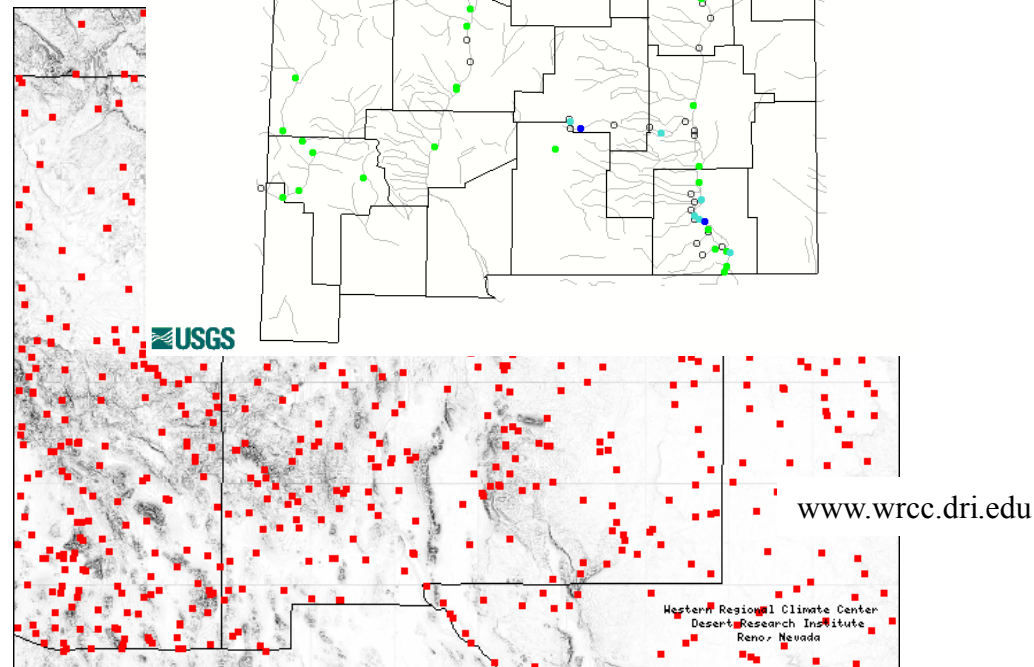 USGS
www.wrcc.dri.edu
Western Regional Climate Center
Desert Research Institute
Reno, Nevada